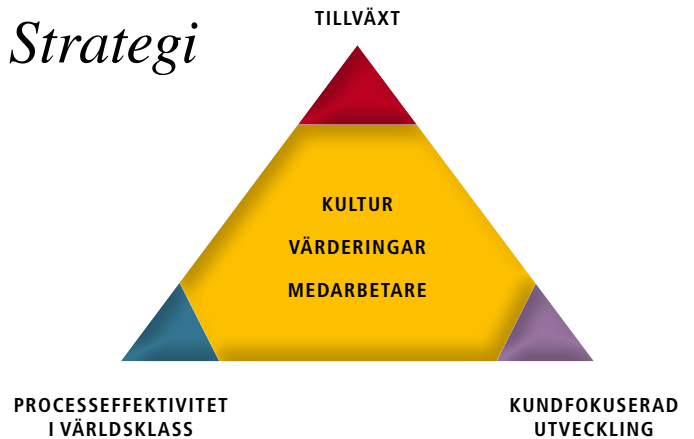 Strategi
TILLVÄXT
KULTUR
VÄRDERINGAR
MEDARBETARE
PROCESSEFFEKTIVITET
I VÄRLDSKLASS
KUNDFOKUSERAD
UTVECKLING